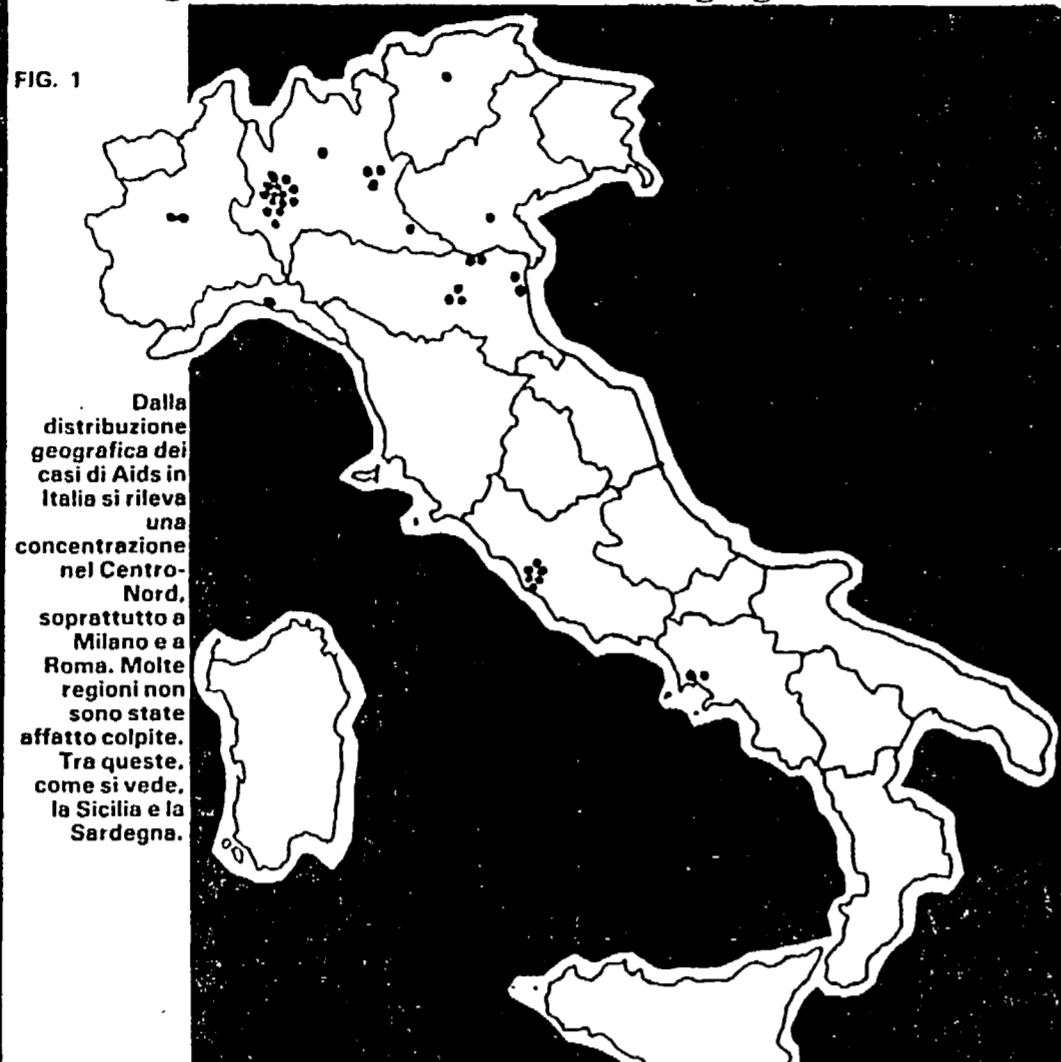 FIG. 1
Dalla
distribuzione
geografica dei
casi di Aids in
Italia si rileva
una
concentrazione
nel Centro-
Nord,
soprattutto a
Milano e a
Roma. Molte
regioni non
sono state
affatto colpite.
Tra queste,
come si vede,
la Sicilia e la
Sardegna.